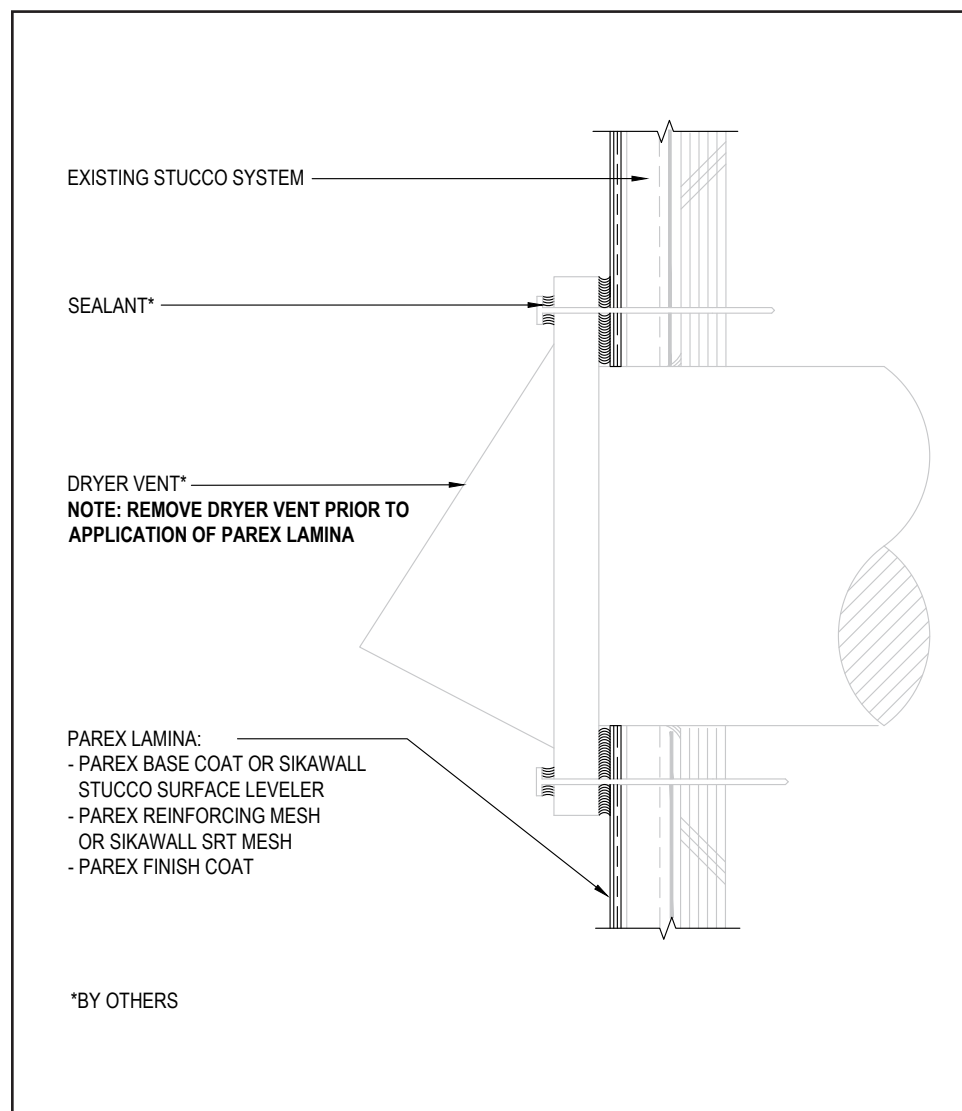 EXISTING STUCCO SYSTEM
SEALANT*
DRYER VENT*
NOTE: REMOVE DRYER VENT PRIOR TO
APPLICATION OF PAREX LAMINA
PAREX LAMINA:
- PAREX BASE COAT OR SIKAWALL
STUCCO SURFACE LEVELER
- PAREX REINFORCING MESH
OR SIKAWALL SRT MESH
- PAREX FINISH COAT
*BY OTHERS